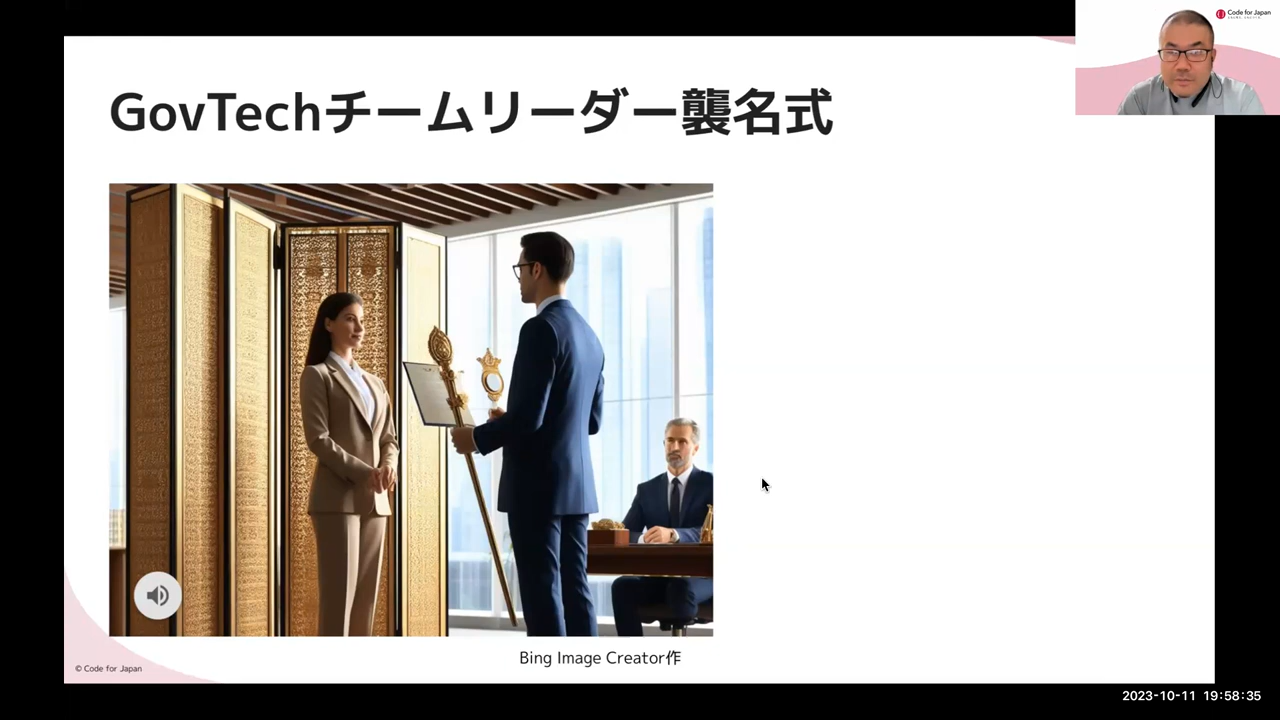 Code for Japan
GovTechチームリーダー襲名式
Bing Image Creator作
© Code for Japan
2023-10-11 19:58:35